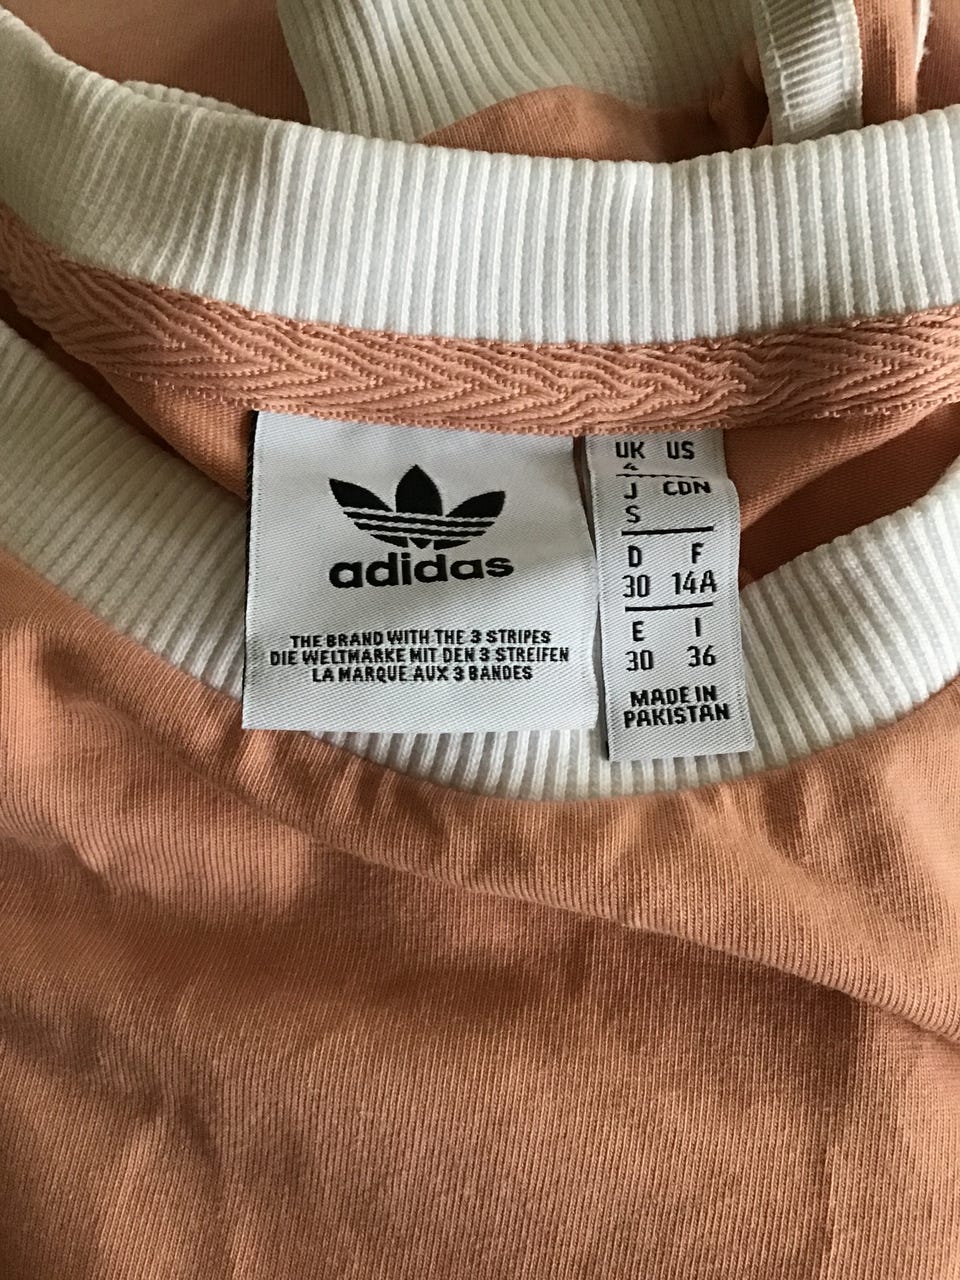 adidas
THE BRAND WITH THE 3 STRIPES
DIE WELTMARKE MIT DEN 3 STREIFEN
LA MARQUE AUX 3 BANDES
UK US
J CDN
S
D F
30 14A
E I
30 36
MADE IN
PAKISTAN